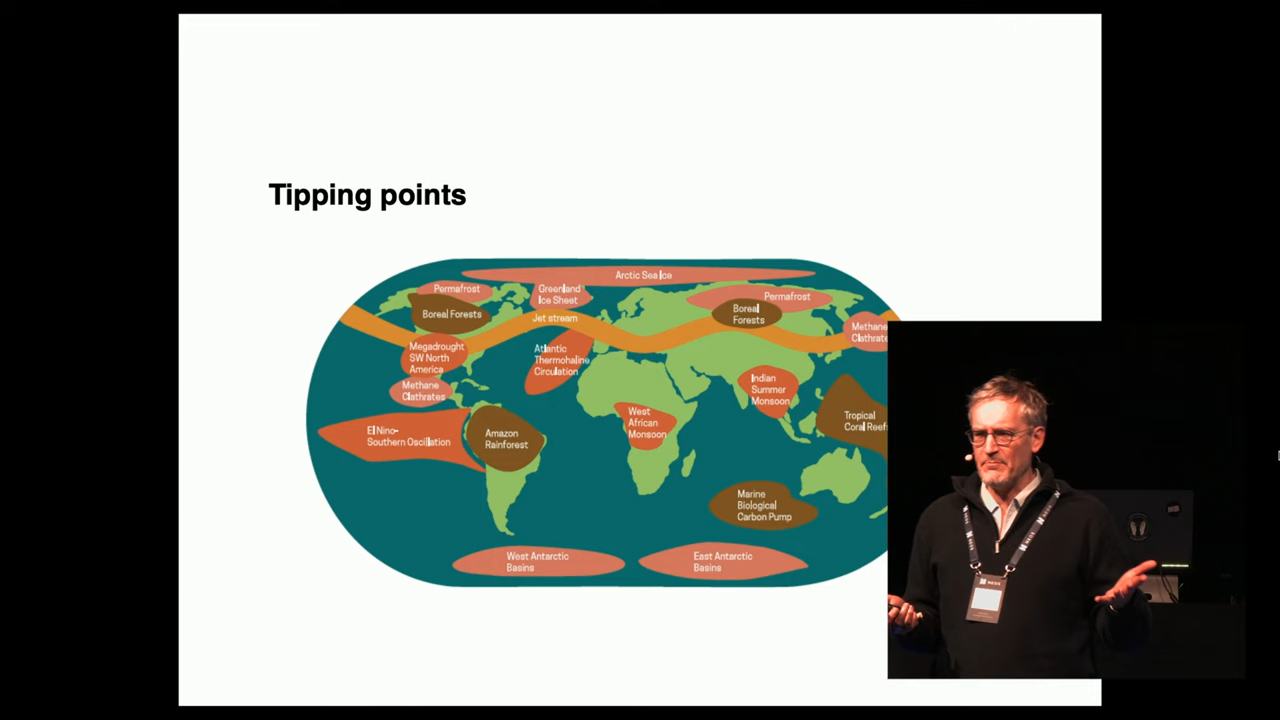 Tipping points
Arctic Sea Ice
Permafrost
Greenland
Ice Sheet
Permafrost
Boreal Forests
Boreal
Forests
Jet stream
Methane
Clathrate
Megadrought
SW North
America
Atlantic
Thermohaline
Circulation
Methane
Clathrates
Indian
Summer
Monsoon
El Nino-
Southern Oscillation
Amazon
Rainforest
West
African
Monsoon
Tropical
Coral Reefs
Marine
Biological
Carbon Pump
West Antarctic
Basins
East Antarctic
Basins
NEOS